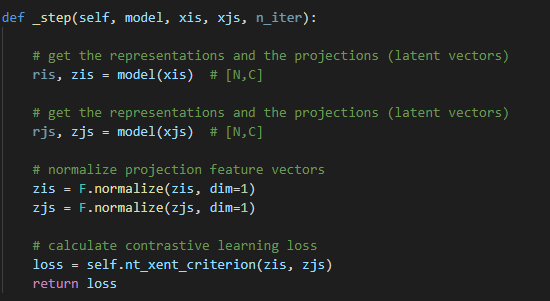 def _step(self, model, xis, xjs, n_iter):
# get the representations and the projections (latent vectors)
ris, zis = model(xis)  # [N,C]
# get the representations and the projections (latent vectors)
rjs, zjs = model(xjs)  # [N,C]
# normalize projection feature vectors
zis = F.normalize(zis, dim=1)
zjs = F.normalize(zjs, dim=1)
# calculate contrastive learning loss
loss = self.nt_xent_criterion(zis, zjs)
return loss